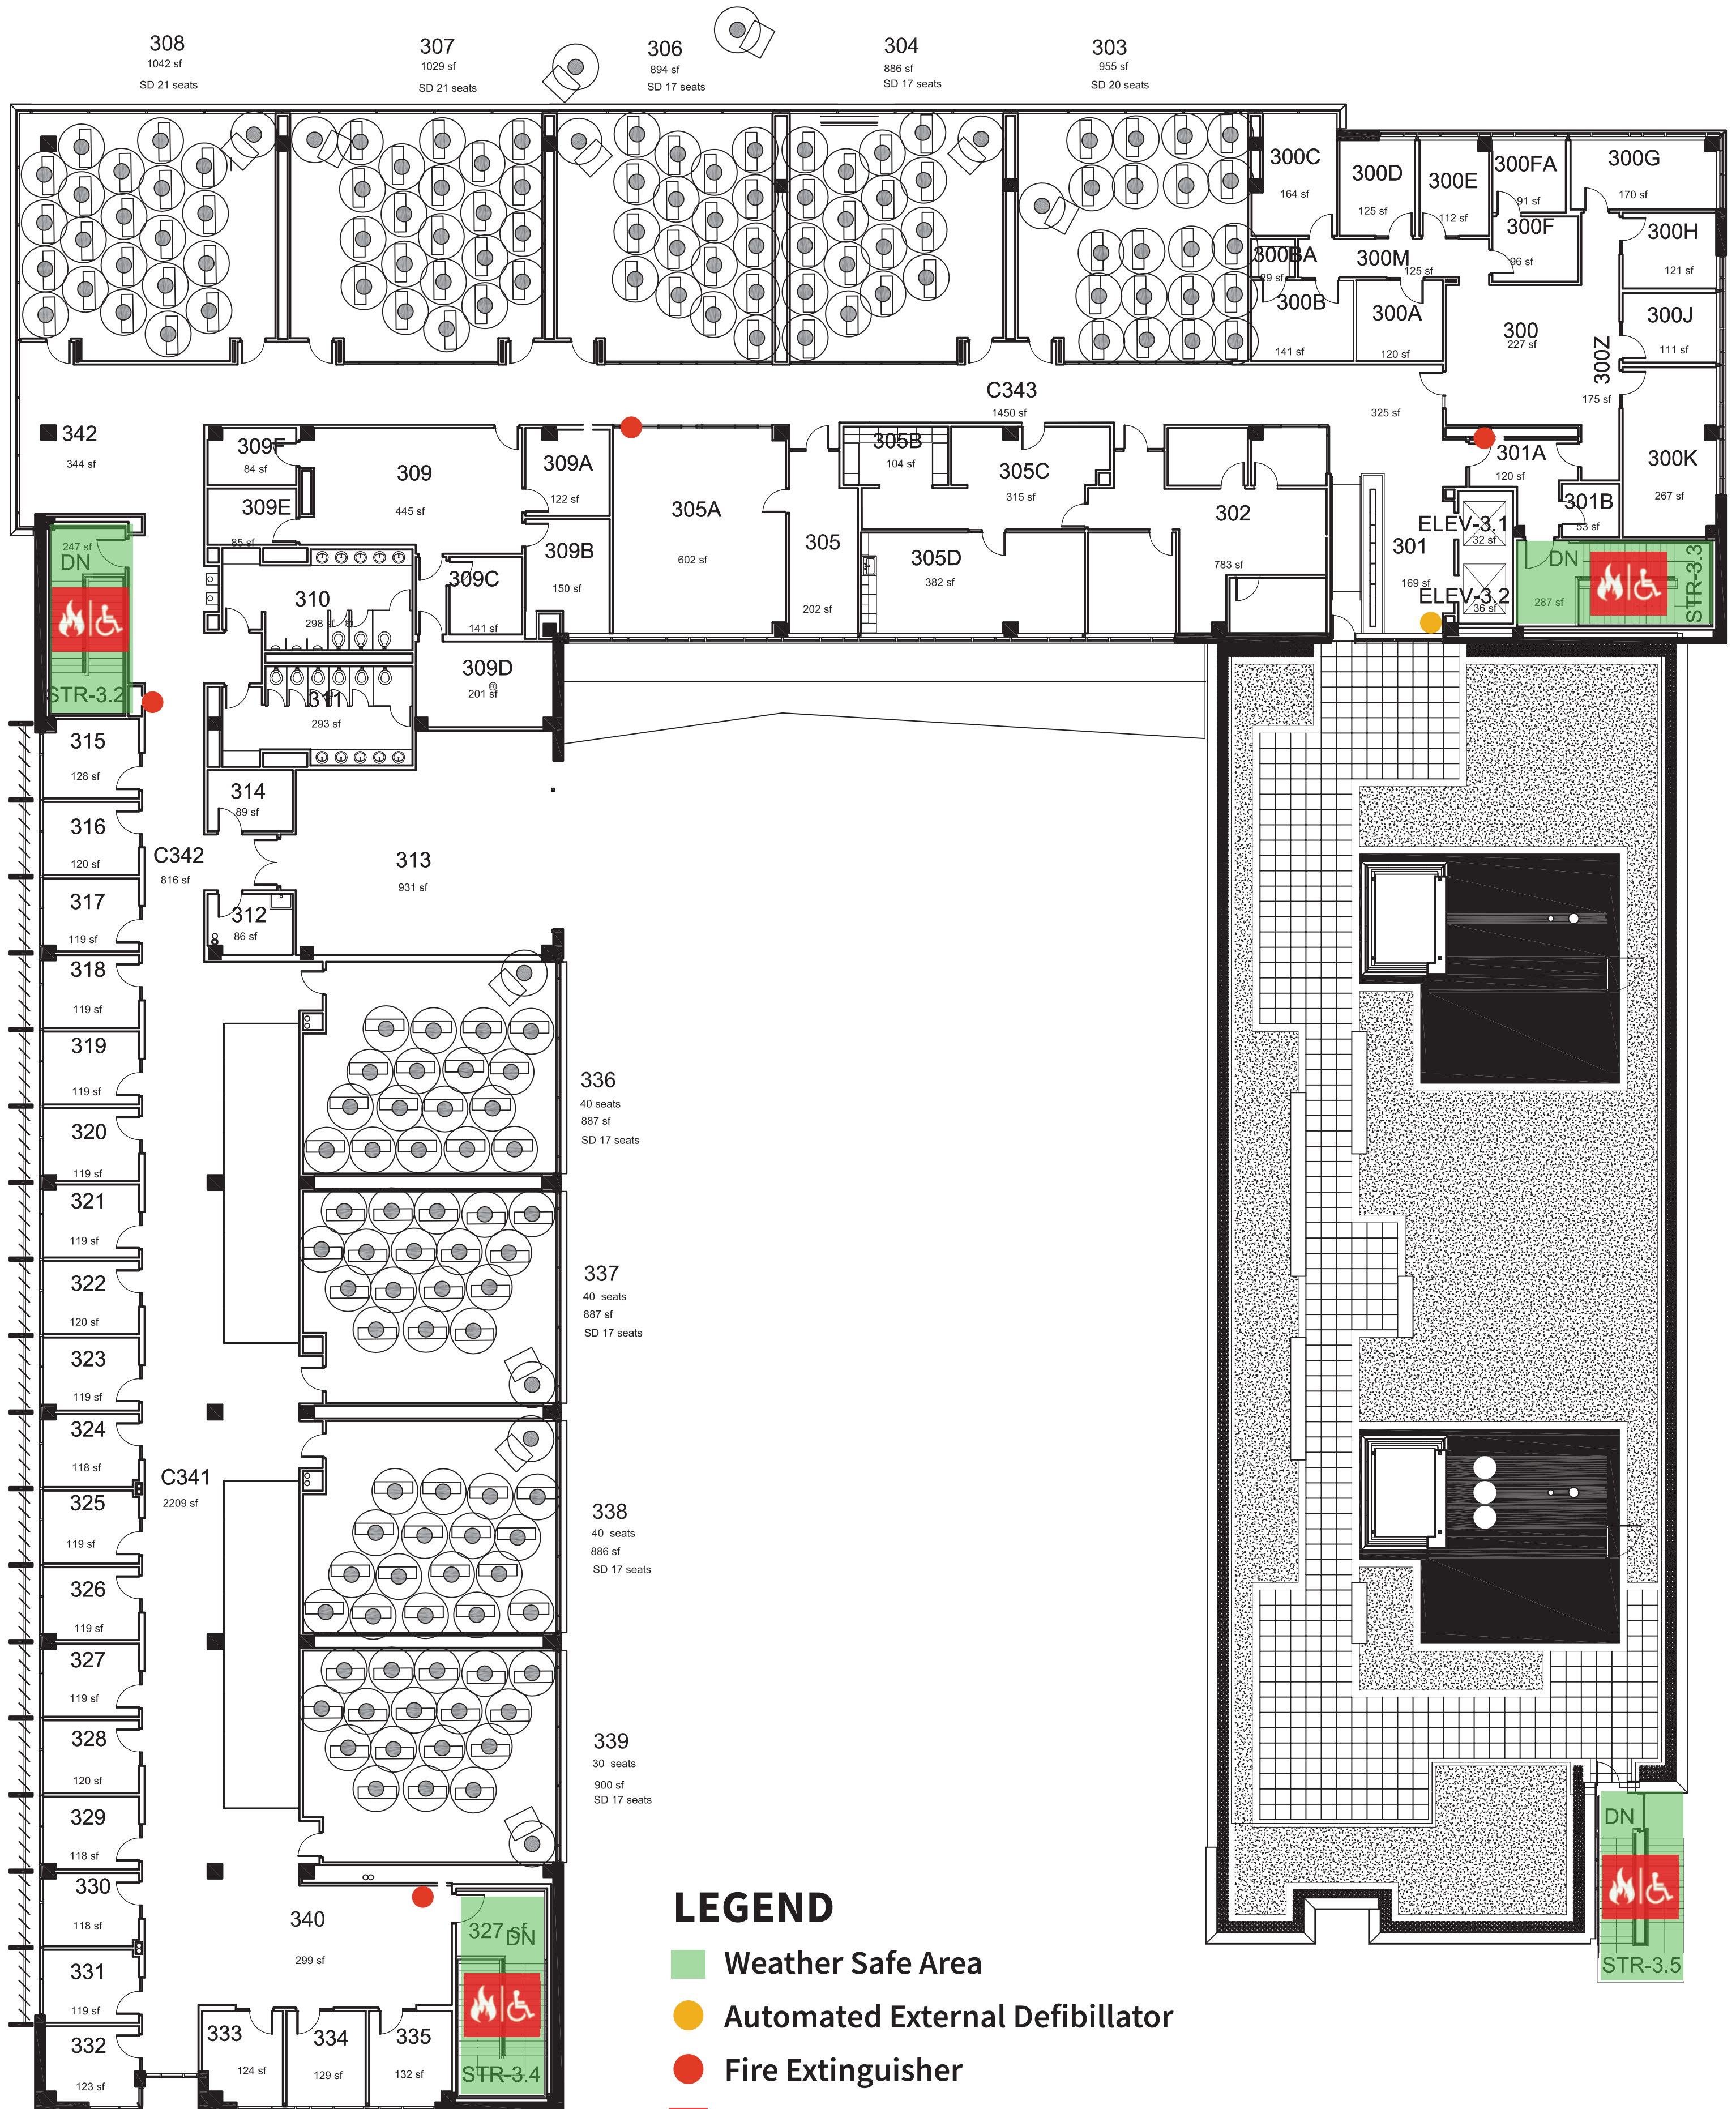 308
1042 sf
SD 21 seats
307
1029 sf
SD 21 seats
306
894 sf
SD 17 seats
304
886 sf
SD 17 seats
303
955 sf
SD 20 seats
300C
164 sf
300D
125 sf
300E
112 sf
300FA
91 sf
300G
170 sf
300F
96 sf
300H
121 sf
300BA
29 sf
300M
125 sf
300B
141 sf
300A
120 sf
300
227 sf
300J
111 sf
300Z
175 sf
C343
1450 sf
325 sf
342
344 sf
309F
84 sf
309
445 sf
309A
122 sf
309E
85 sf
309B
150 sf
305A
602 sf
305
202 sf
305B
104 sf
305C
315 sf
305D
382 sf
302
783 sf
301A
120 sf
301B
53 sf
300K
267 sf
301
169 sf
ELEV-3.1
32 sf
ELEV-3.2
36 sf
DN
287 sf
STR-3.3
247 sf
DN
STR-3.2
310
298 sf
309C
141 sf
309D
201 sf
311
293 sf
315
128 sf
314
89 sf
316
120 sf
C342
816 sf
313
931 sf
317
119 sf
312
86 sf
318
119 sf
319
119 sf
320
119 sf
321
119 sf
322
120 sf
323
119 sf
324
118 sf
C341
2209 sf
325
119 sf
326
119 sf
327
119 sf
328
120 sf
329
118 sf
330
118 sf
331
119 sf
332
123 sf
336
40 seats
887 sf
SD 17 seats
337
40 seats
887 sf
SD 17 seats
338
40 seats
886 sf
SD 17 seats
339
30 seats
900 sf
SD 17 seats
340
299 sf
333
124 sf
334
129 sf
335
132 sf
327 sf
DN
STR-3.4
DN
STR-3.5
LEGEND
Weather Safe Area
Automated External Defibillator
Fire Extinguisher